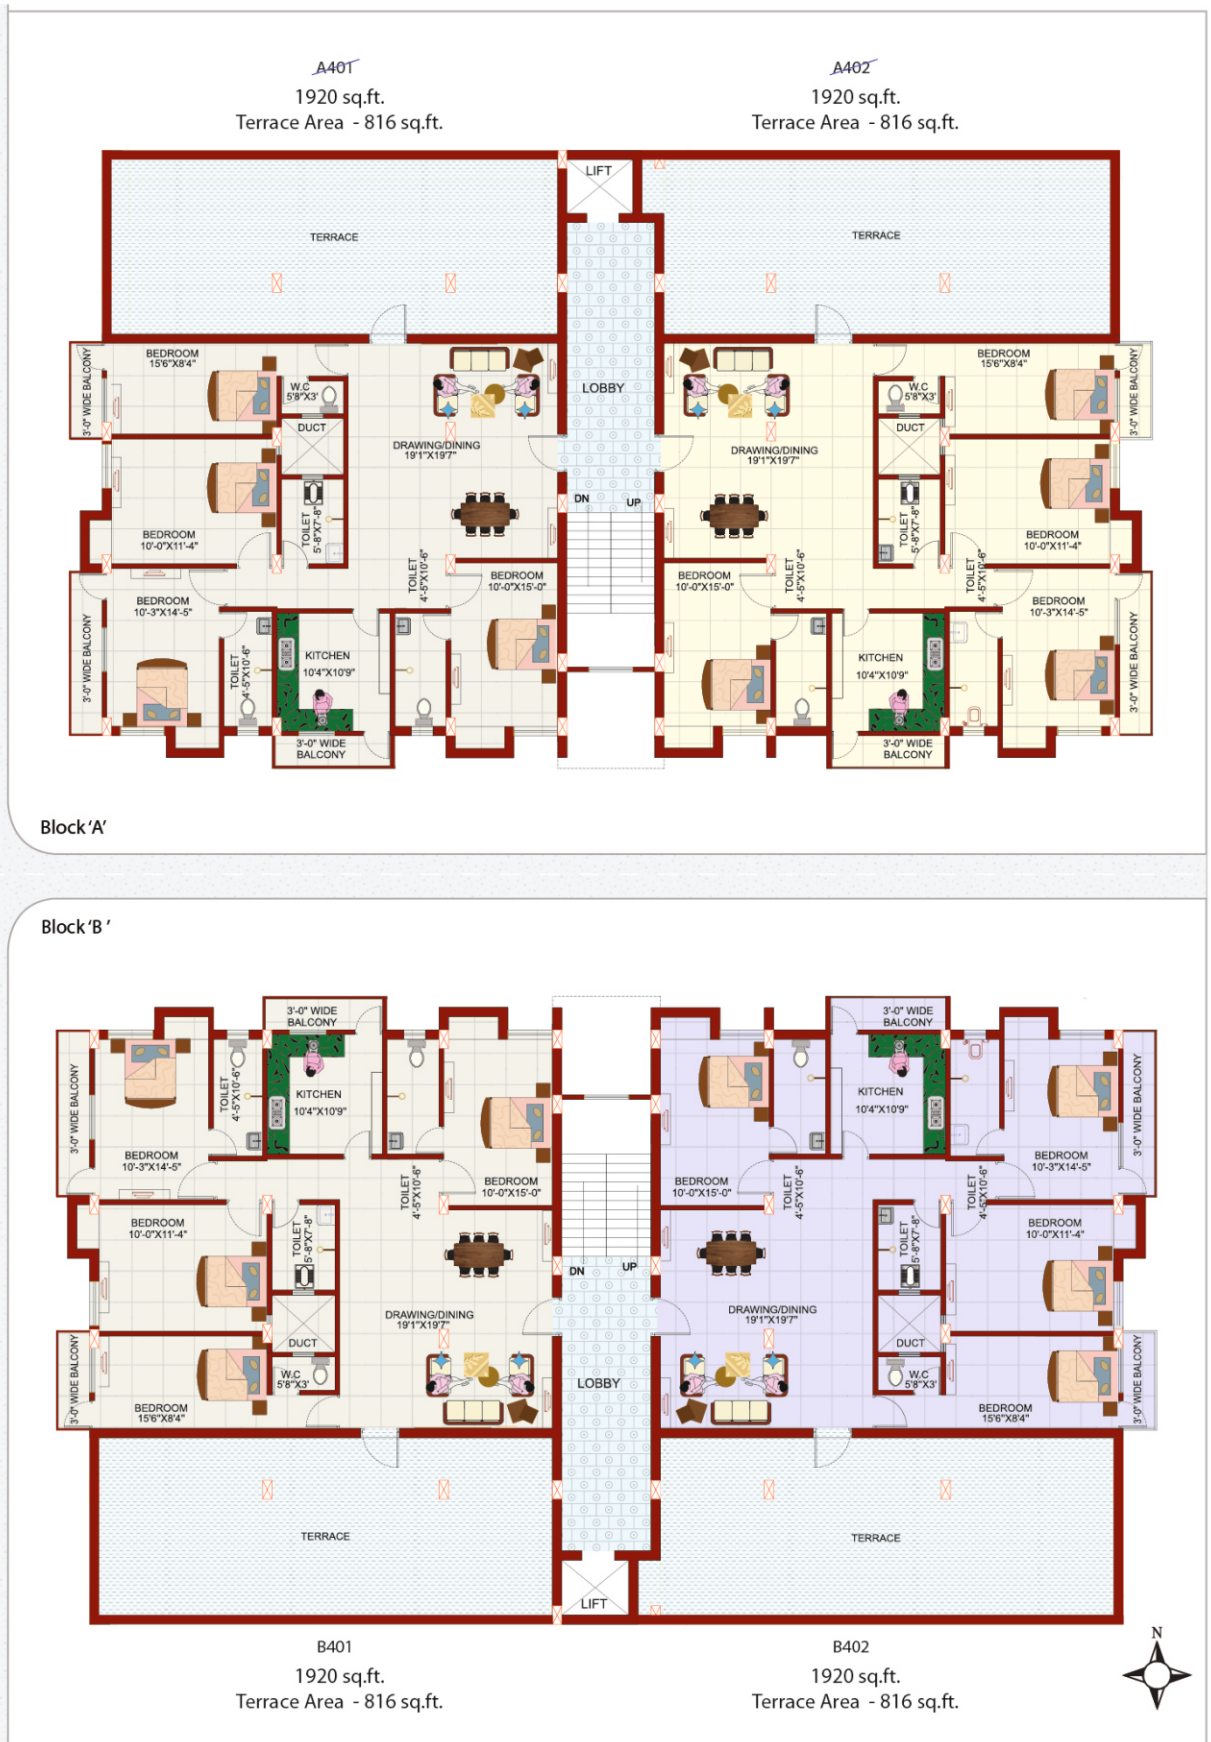 A401
1920 sq.ft.
Terrace Area - 816 sq.ft.
A402
1920 sq.ft.
Terrace Area - 816 sq.ft.
LIFT
TERRACE
TERRACE
3'-0" WIDE BALCONY
BEDROOM
15'6"X8'4"
W.C
5'8"X3'
DUCT
DRAWING/DINING
19'1"X19'7"
LOBBY
DN
UP
BEDROOM
10'-0"X11'-4"
TOILET
5'-8"X7'-8"
TOILET
4'-5"X10'-6"
BEDROOM
10'-0"X15'-0"
3'-0" WIDE BALCONY
BEDROOM
10'-3"X14'-5"
TOILET
4'-5"X10'-6"
KITCHEN
10'4"X10'9"
3'-0" WIDE
BALCONY
BEDROOM
15'6"X8'4"
3'-0" WIDE BALCONY
W.C
5'8"X3'
DUCT
DRAWING/DINING
19'1"X19'7"
TOILET
5'-8"X7'-8"
BEDROOM
10'-0"X11'-4"
BEDROOM
10'-0"X15'-0"
TOILET
4'-5"X10'-6"
TOILET
4'-5"X10'-6"
BEDROOM
10'-3"X14'-5"
3'-0" WIDE BALCONY
KITCHEN
10'4"X10'9"
3'-0" WIDE
BALCONY
Block 'A'
Block 'B'
3'-0" WIDE
BALCONY
3'-0" WIDE BALCONY
TOILET
4'-5"X10'-6"
KITCHEN
10'4"X10'9"
BEDROOM
10'-3"X14'-5"
TOILET
4'-5"X10'-6"
BEDROOM
10'-0"X15'-0"
BEDROOM
10'-0"X11'-4"
TOILET
5'-8"X7'-8"
DN
UP
DRAWING/DINING
19'1"X19'7"
DUCT
3'-0" WIDE BALCONY
W.C
5'8"X3'
LOBBY
BEDROOM
15'6"X8'4"
3'-0" WIDE
BALCONY
KITCHEN
10'4"X10'9"
3'-0" WIDE BALCONY
BEDROOM
10'-0"X15'-0"
TOILET
4'-5"X10'-6"
TOILET
4'-5"X10'-6"
BEDROOM
10'-3"X14'-5"
TOILET
5'-8"X7'-8"
BEDROOM
10'-0"X11'-4"
DRAWING/DINING
19'1"X19'7"
DUCT
W.C
5'8"X3'
3'-0" WIDE BALCONY
BEDROOM
15'6"X8'4"
TERRACE
TERRACE
LIFT
B401
1920 sq.ft.
Terrace Area - 816 sq.ft.
B402
1920 sq.ft.
Terrace Area - 816 sq.ft.
N